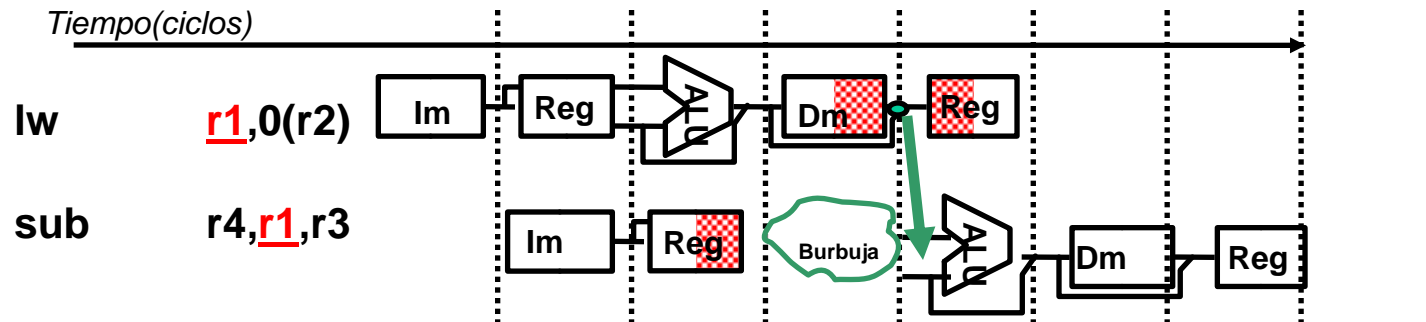 Tiempo(ciclos)
lw r1,0(r2) Im Reg ALU Dm Reg
sub r4,r1,r3 Im Reg Burbuja ALU Dm Reg